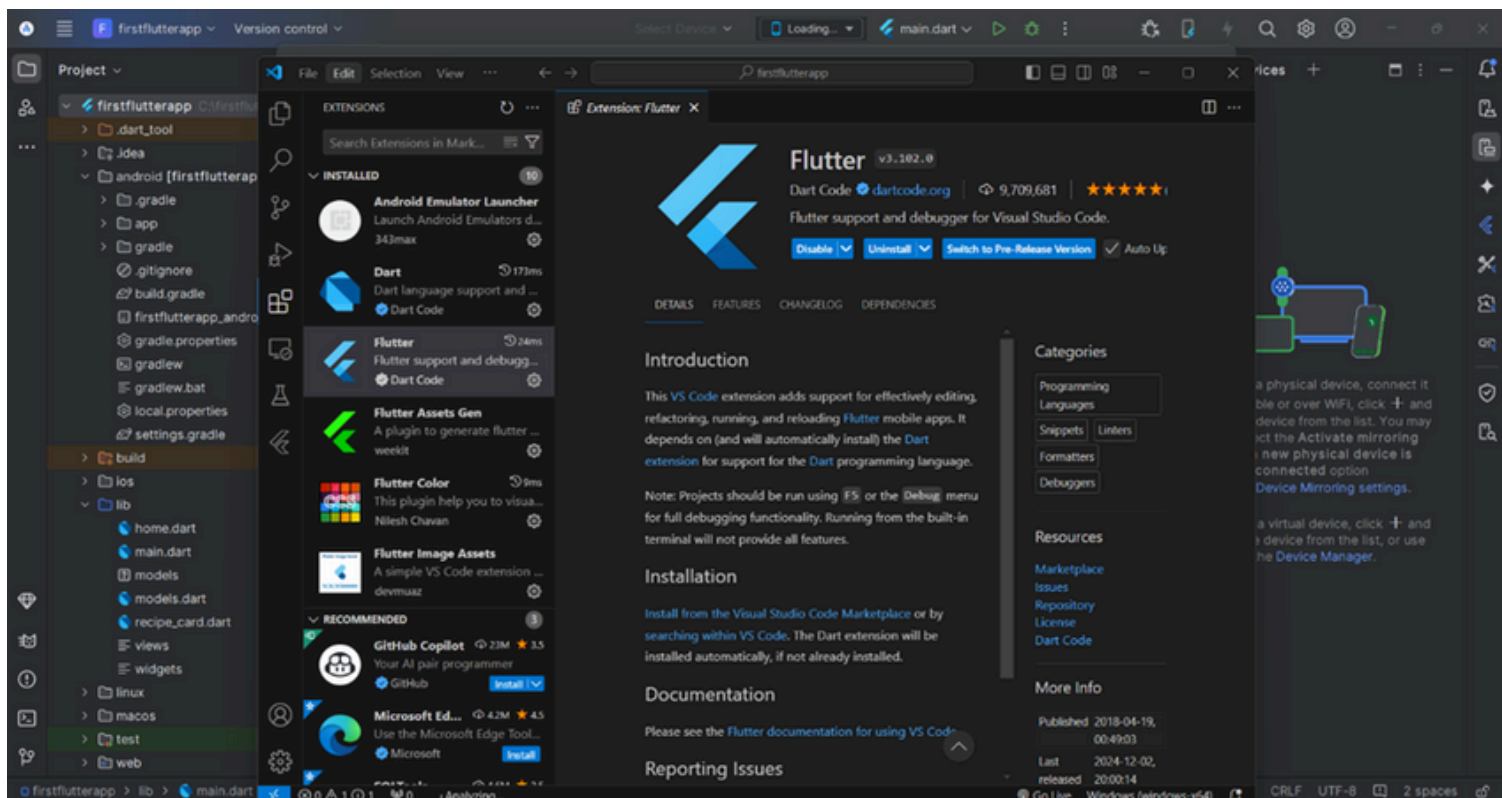 firstflutterapp
Version control
Select Device
Loading...
main.dart
Project
firstflutterapp
.dart_tool
.idea
android [firstflutterap
.gradle
app
gradle
.gitignore
build.gradle
firstflutterapp_andro
gradle.properties
gradlew
gradlew.bat
local.properties
settings.gradle
build
ios
lib
home.dart
main.dart
models
models.dart
recipe_card.dart
views
widgets
linux
macos
test
web
File Edit Selection View ...
firstflutterapp
EXTENSIONS
Search Extensions in Mark...
INSTALLED 10
Android Emulator Launcher
Launch Android Emulators d...
343max
Dart 173ms
Dart language support and ...
Dart Code
Flutter 24ms
Flutter support and debugg...
Dart Code
Flutter Assets Gen
A plugin to generate flutter ...
weekit
Flutter Color 9ms
This plugin help you to visua...
Nilesh Chavan
Flutter Image Assets
A simple VS Code extension ...
devmuaz
RECOMMENDED 3
GitHub Copilot 23M 3.5
Your AI pair programmer
GitHub Install
Microsoft Ed... 4.2M 4.5
Use the Microsoft Edge Tool...
Microsoft Install
Extension: Flutter
Flutter v3.102.0
Dart Code dartcode.org 9,709,681
Flutter support and debugger for Visual Studio Code.
Disable Uninstall Switch to Pre-Release Version Auto Up
DETAILS FEATURES CHANGELOG DEPENDENCIES
Introduction
This VS Code extension adds support for effectively editing,
refactoring, running, and reloading Flutter mobile apps. It
depends on (and will automatically install) the Dart
extension for support for the Dart programming language.
Note: Projects should be run using F5 or the Debug menu
for full debugging functionality. Running from the built-in
terminal will not provide all features.
Installation
Install from the Visual Studio Code Marketplace or by
searching within VS Code. The Dart extension will be
installed automatically, if not already installed.
Documentation
Please see the Flutter documentation for using VS Code
Reporting Issues
Categories
Programming
Languages
Snippets Linters
Formatters
Debuggers
Resources
Marketplace
Issues
Repository
License
Dart Code
More Info
Published 2018-04-19,
00:49:03
Last 2024-12-02,
released 20:00:14
ices
a physical device, connect it
ble or over WiFi, click + and
device from the list. You may
ct the Activate mirroring
new physical device is
connected option
Device Mirroring settings.
a virtual device, click + and
device from the list, or use
he Device Manager.
firstflutterapp > lib > main.dart
0 1 1 0 Analyzing
Go Live Windows (windows-x64)
CRLF UTF-8 2 spaces